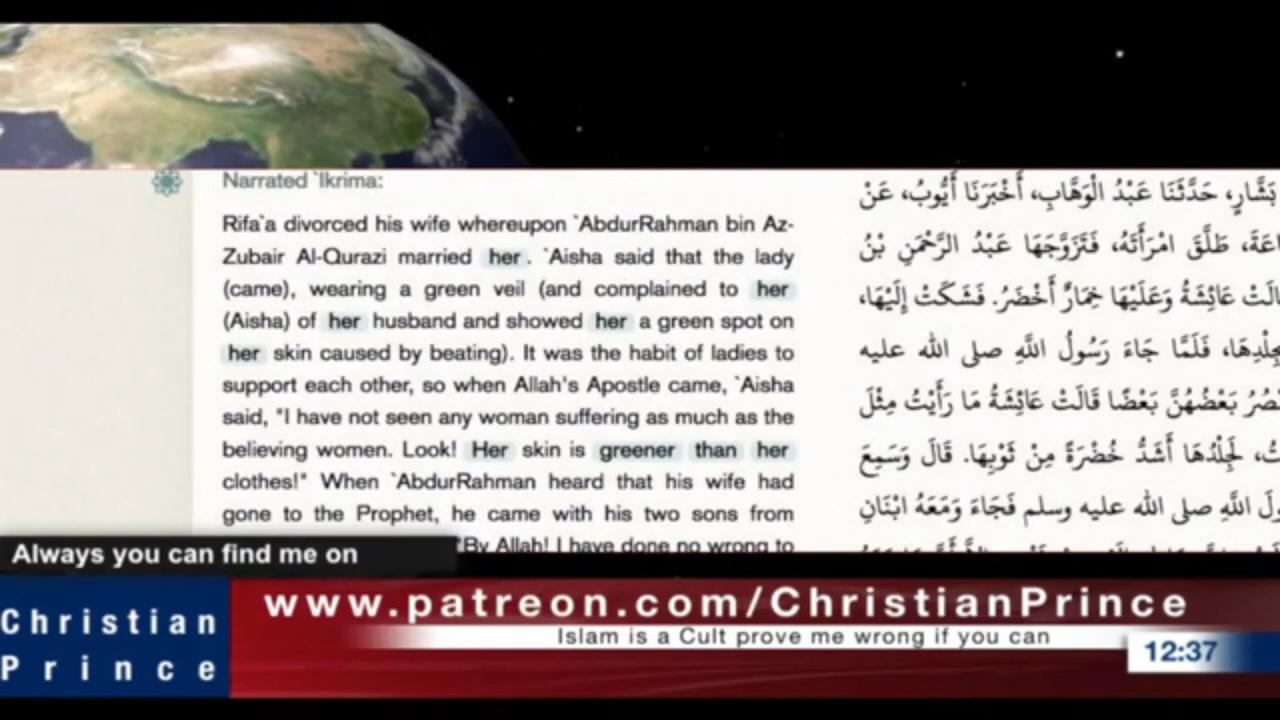 Narrated `Ikrima:
Rifa`a divorced his wife whereupon `AbdurRahman bin Az-
Zubair Al-Qurazi married her. `Aisha said that the lady
(came), wearing a green veil (and complained to her
(Aisha) of her husband and showed her a green spot on
her skin caused by beating). It was the habit of ladies to
support each other, so when Allah's Apostle came, `Aisha
said, "I have not seen any woman suffering as much as the
believing women. Look! Her skin is greener than her
clothes!" When `AbdurRahman heard that his wife had
gone to the Prophet, he came with his two sons from
"By Allah! I have done no wrong to
بَشَّارٍ، حَدَّثَنَا عَبْدُ الْوَهَّابِ، أَخْبَرَنَا أَيُّوبُ، عَنْ
طَلَّقَ امْرَأَتَهُ، فَتَزَوَّجَهَا عَبْدُ الرَّحْمَنِ بْنُ
عَائِشَةُ وَعَلَيْهَا خِمَارٌ أَخْضَرُ. فَشَكَتْ إِلَيْهَا،
فَلَمَّا جَاءَ رَسُولُ اللَّهِ صلى الله عليه
بَعْضُهُنَّ بَعْضًا قَالَتْ عَائِشَةُ مَا رَأَيْتُ مِثْلَ
لَجِلْدُهَا أَشَدُّ خُضْرَةً مِنْ ثَوْبِهَا. قَالَ وَسَمِعَ
اللَّهِ صلى الله عليه وسلم فَجَاءَ وَمَعَهُ ابْنَانِ
Always you can find me on
Christian
Prince
www.patreon.com/ChristianPrince
Islam is a Cult prove me wrong if you can
12:37